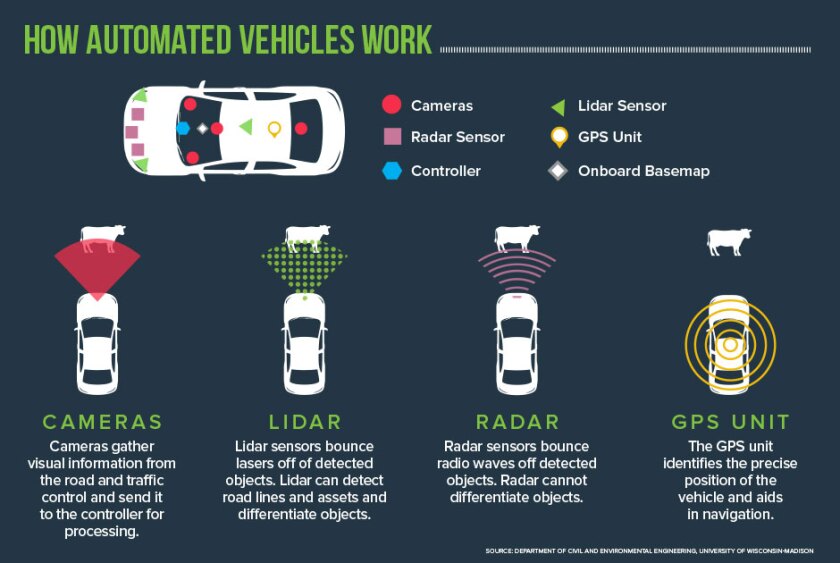 HOW AUTOMATED VEHICLES WORK
Cameras
Lidar Sensor
Radar Sensor
GPS Unit
Controller
Onboard Basemap
CAMERAS
Cameras gather
visual information from
the road and traffic
control and send it
to the controller for
processing.
LIDAR
Lidar sensors bounce
lasers off of detected
objects. Lidar can detect
road lines and assets and
differentiate objects.
RADAR
Radar sensors bounce
radio waves off detected
objects. Radar cannot
differentiate objects.
GPS UNIT
The GPS unit
identifies the precise
position of the
vehicle and aids
in navigation.
SOURCE: DEPARTMENT OF CIVIL AND ENVIRONMENTAL ENGINEERING, UNIVERSITY OF WISCONSIN-MADISON